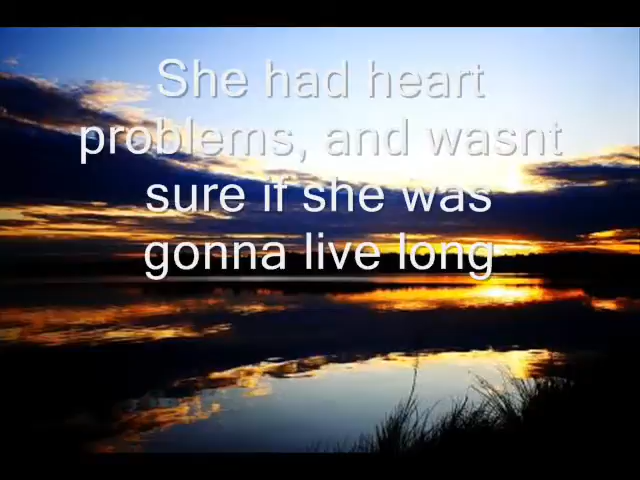 She had heart
problems, and wasnt
sure if she was
gonna live long